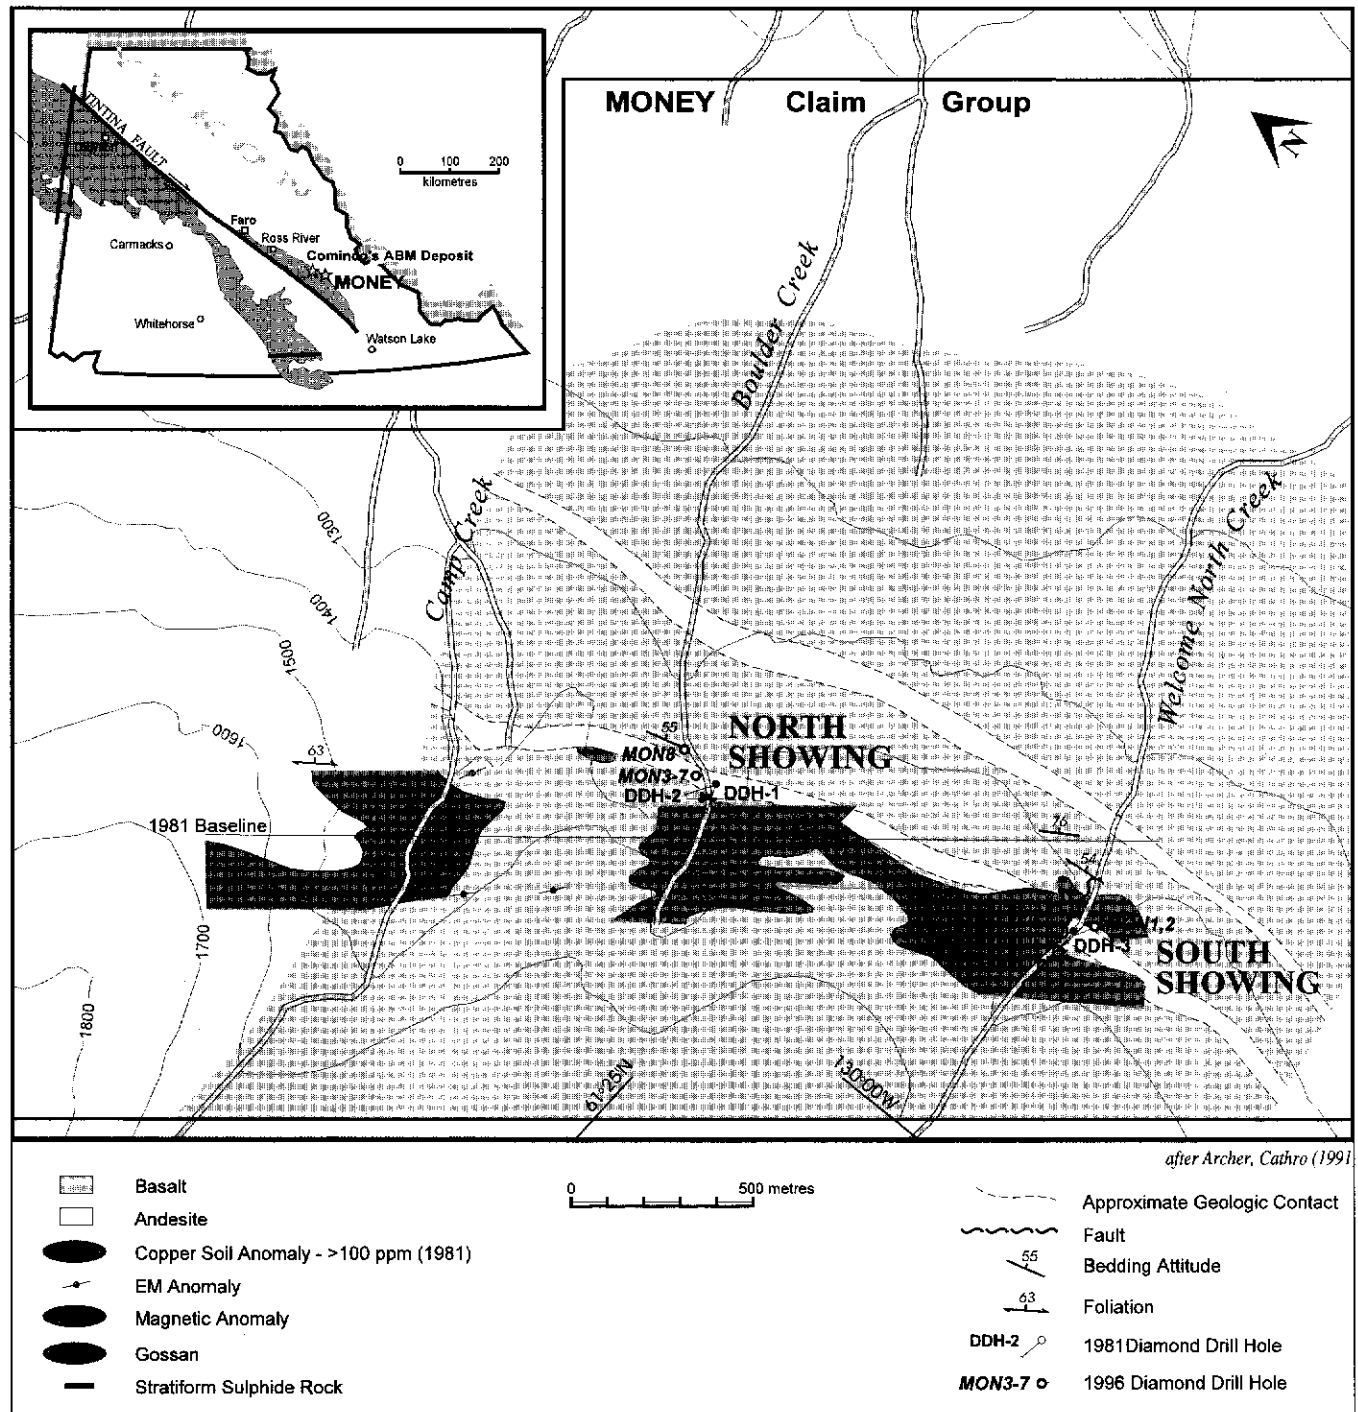 MONEY Claim Group
N
TINTINA FAULT
0 100 200
kilometres
Faro
Ross River
Carmacks
Cominco's ABM Deposit
MONEY
Whitehorse
Watson Lake
Boulder Creek
Camp Creek
Welcome North Creek
1300
1400
1500
1600
63
55
NORTH
SHOWING
MON8
MON3-7
DDH-2
DDH-1
1981 Baseline
1700
1800
DDH-3
SOUTH
SHOWING
61°25'N
130°00'W
after Archer, Cathro (1991
Basalt
Andesite
Copper Soil Anomaly - >100 ppm (1981)
EM Anomaly
Magnetic Anomaly
Gossan
Stratiform Sulphide Rock
0 500 metres
Approximate Geologic Contact
Fault
55
Bedding Attitude
63
Foliation
DDH-2
1981 Diamond Drill Hole
MON3-7
1996 Diamond Drill Hole